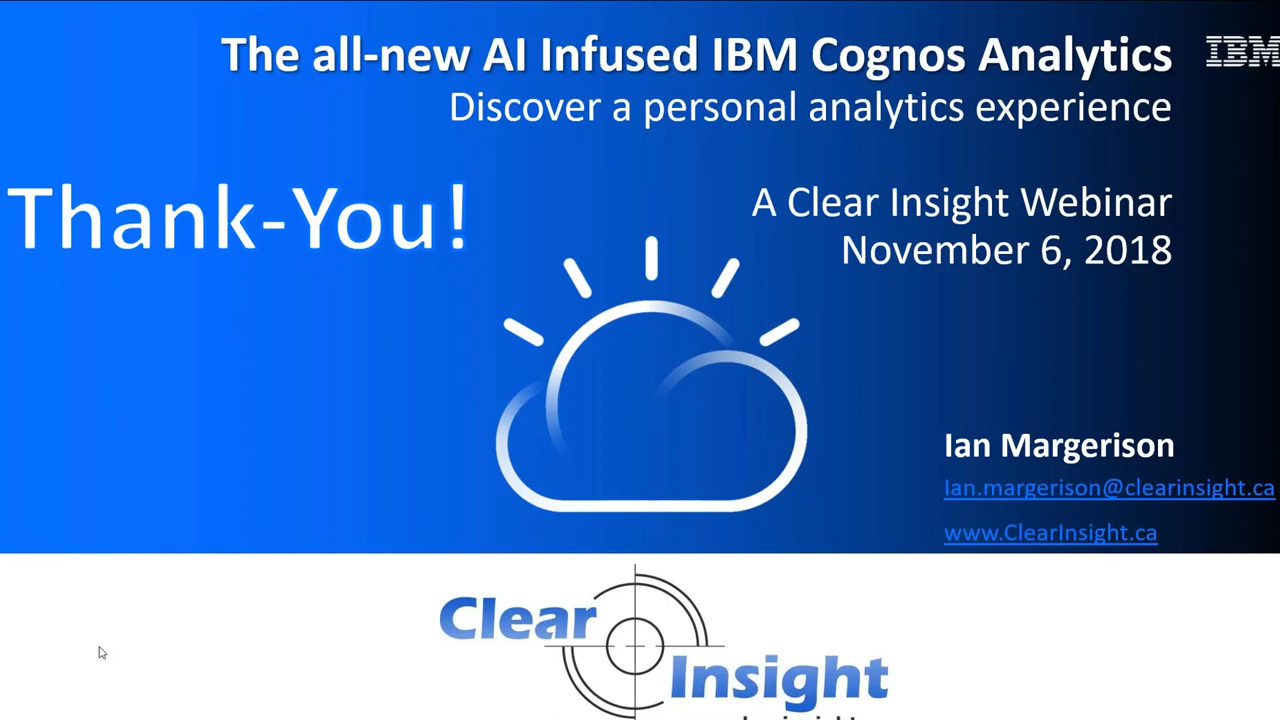 The all-new AI Infused IBM Cognos Analytics
IBM
Discover a personal analytics experience
Thank-You!
A Clear Insight Webinar
November 6, 2018
Ian Margerison
Ian.margerison@clearinsight.ca
www.ClearInsight.ca
Clear
Insight